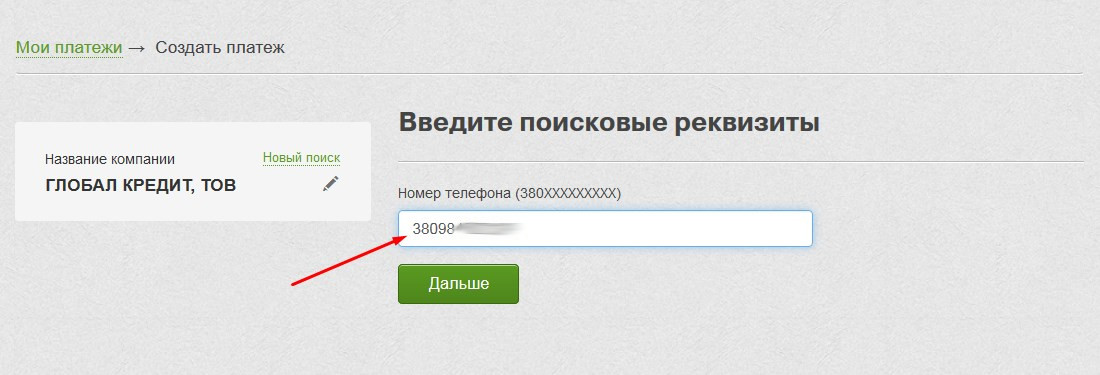 Мои платежи → Создать платеж
Введите поисковые реквизиты
Название компании
Новый поиск
ГЛОБАЛ КРЕДИТ, ТОВ
Номер телефона (380XXXXXXXXX)
38098
Дальше